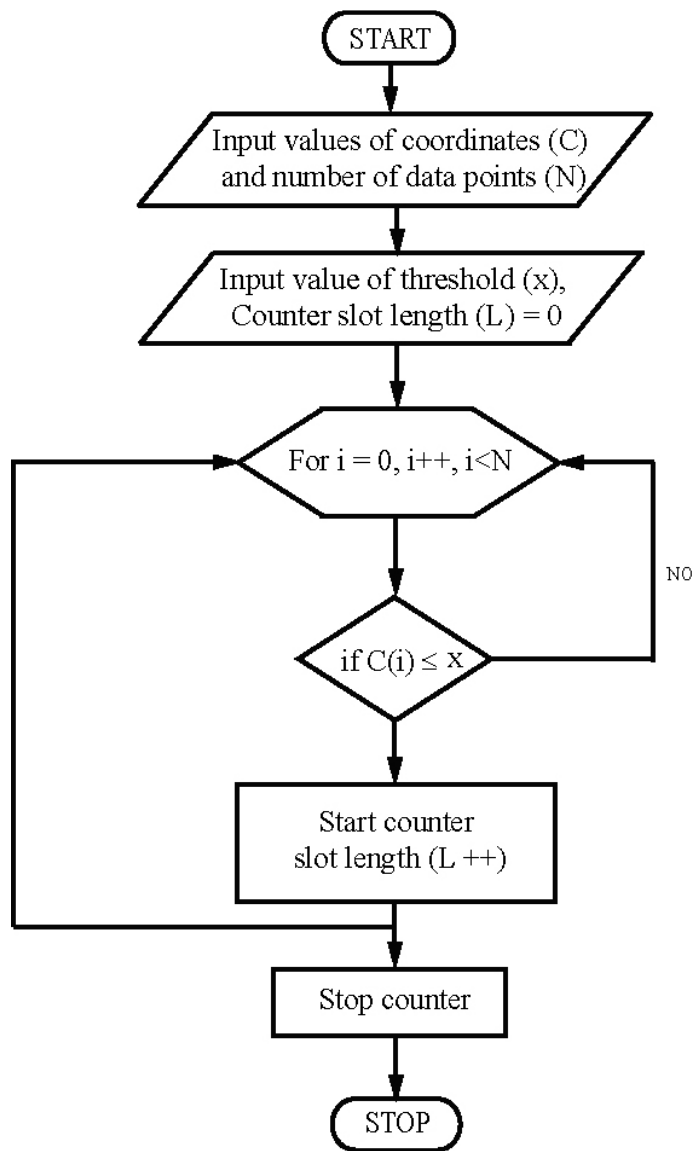 START
Input values of coordinates (C)
and number of data points (N)
Input value of threshold (x),
Counter slot length (L) = 0
For i = 0, i++, i<N
NO
if C(i) ≤ x
Start counter
slot length (L ++)
Stop counter
STOP